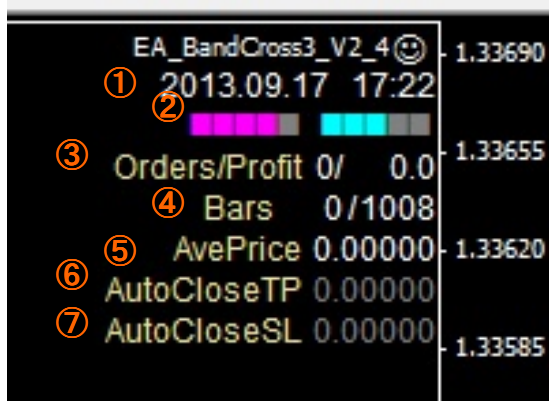 EA_BandCross3_V2_4☺
1.33690
① 2013.09.17 17:22
②
1.33655
③ Orders/Profit 0/ 0.0
④ Bars 0/1008
⑤ AvePrice 0.00000
1.33620
⑥ AutoCloseTP 0.00000
⑦ AutoCloseSL 0.00000
1.33585